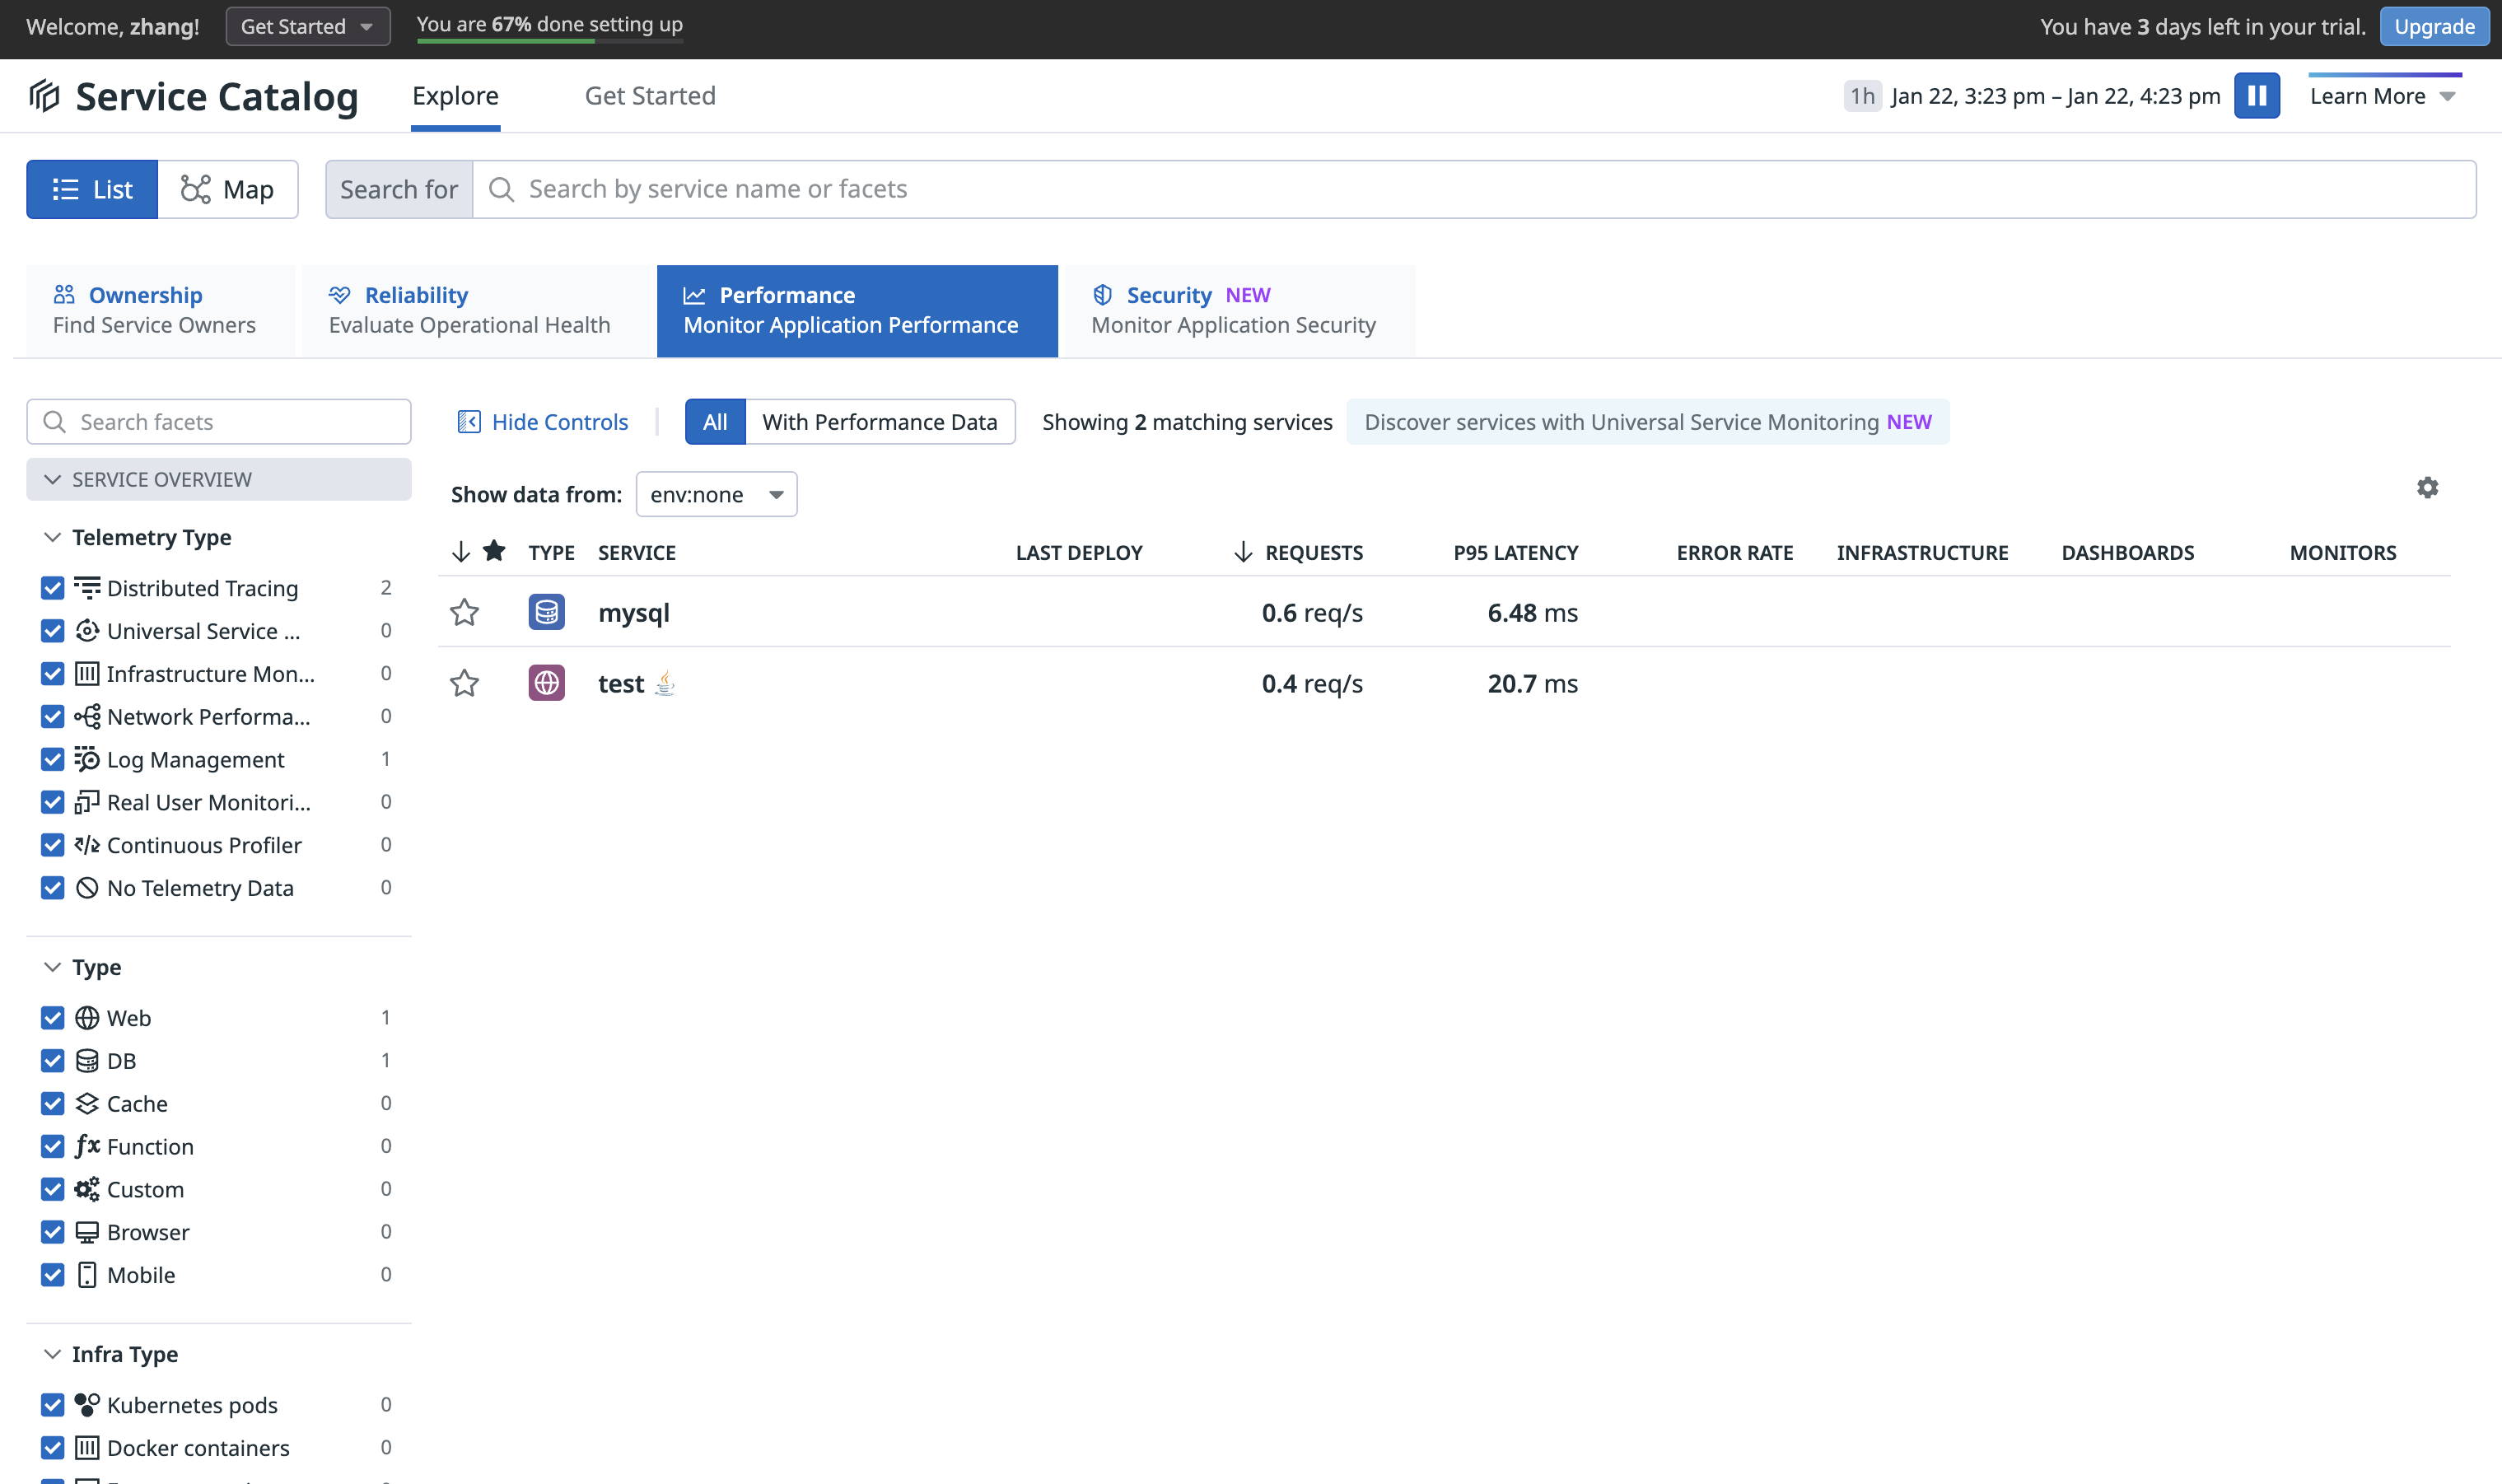 Welcome, zhang!
Get Started
You are 67% done setting up
You have 3 days left in your trial.
Upgrade
Service Catalog
Explore
Get Started
1h Jan 22, 3:23 pm – Jan 22, 4:23 pm
Learn More
List
Map
Search for
Search by service name or facets
Ownership
Find Service Owners
Reliability
Evaluate Operational Health
Performance
Monitor Application Performance
Security NEW
Monitor Application Security
Search facets
Hide Controls
All
With Performance Data
Showing 2 matching services
Discover services with Universal Service Monitoring NEW
SERVICE OVERVIEW
Show data from:
env:none
TYPE SERVICE LAST DEPLOY REQUESTS P95 LATENCY ERROR RATE INFRASTRUCTURE DASHBOARDS MONITORS
mysql 0.6 req/s 6.48 ms
test 0.4 req/s 20.7 ms
Telemetry Type
Distributed Tracing 2
Universal Service ... 0
Infrastructure Mon... 0
Network Performa... 0
Log Management 1
Real User Monitori... 0
Continuous Profiler 0
No Telemetry Data 0
Type
Web 1
DB 1
Cache 0
Function 0
Custom 0
Browser 0
Mobile 0
Infra Type
Kubernetes pods 0
Docker containers 0